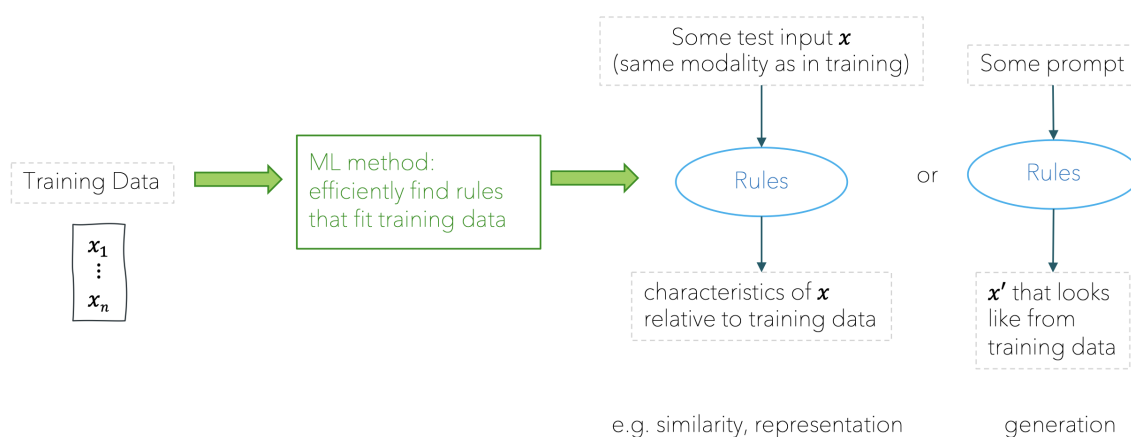 Training Data
x₁
⋮
xₙ
ML method:
efficiently find rules
that fit training data
Some test input x
(same modality as in training)
Rules
characteristics of x
relative to training data
e.g. similarity, representation
or
Some prompt
Rules
x′ that looks
like from
training data
generation